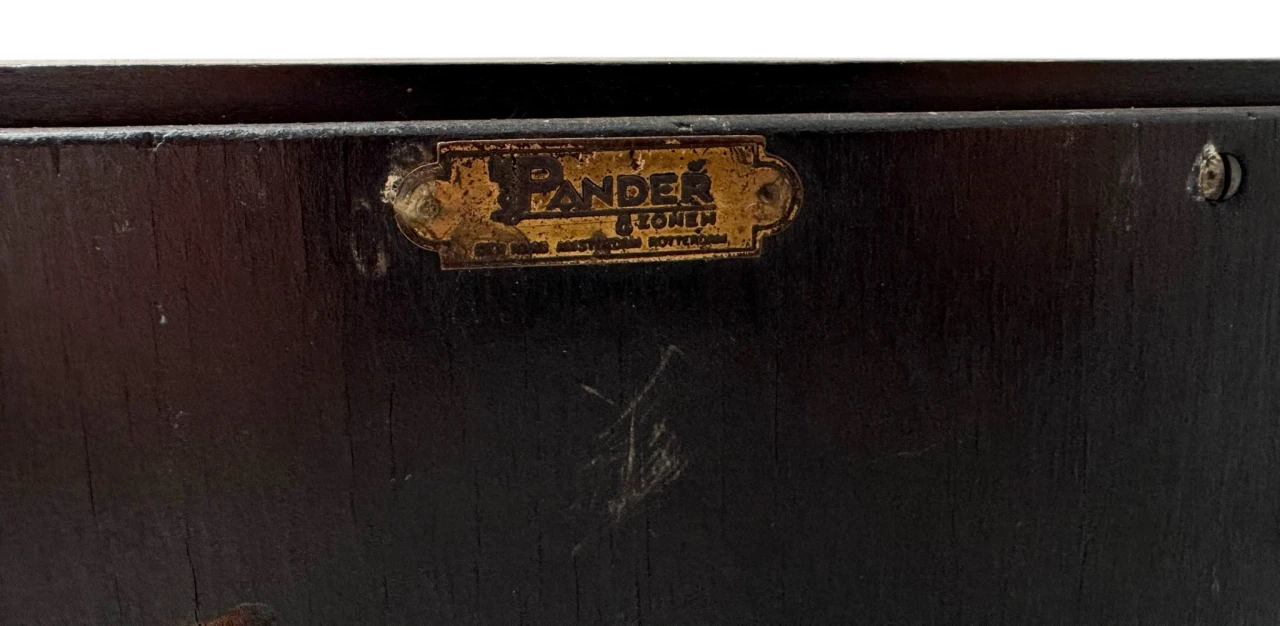 PANDER
& ZONEN
DEN HAAG AMSTERDAM ROTTERDAM